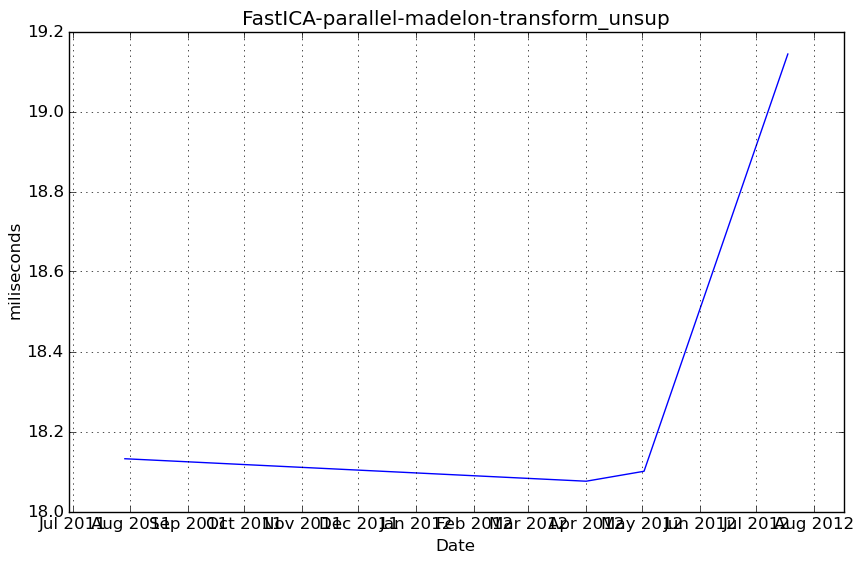 FastICA-parallel-madelon-transform_unsup
19.2
19.0
18.8
18.6
18.4
18.2
18.0
miliseconds
Jul 2011 Aug 2011 Sep 2011 Oct 2011 Nov 2011 Dec 2011 Jan 2012 Feb 2012 Mar 2012 Apr 2012 May 2012 Jun 2012 Jul 2012 Aug 2012
Date